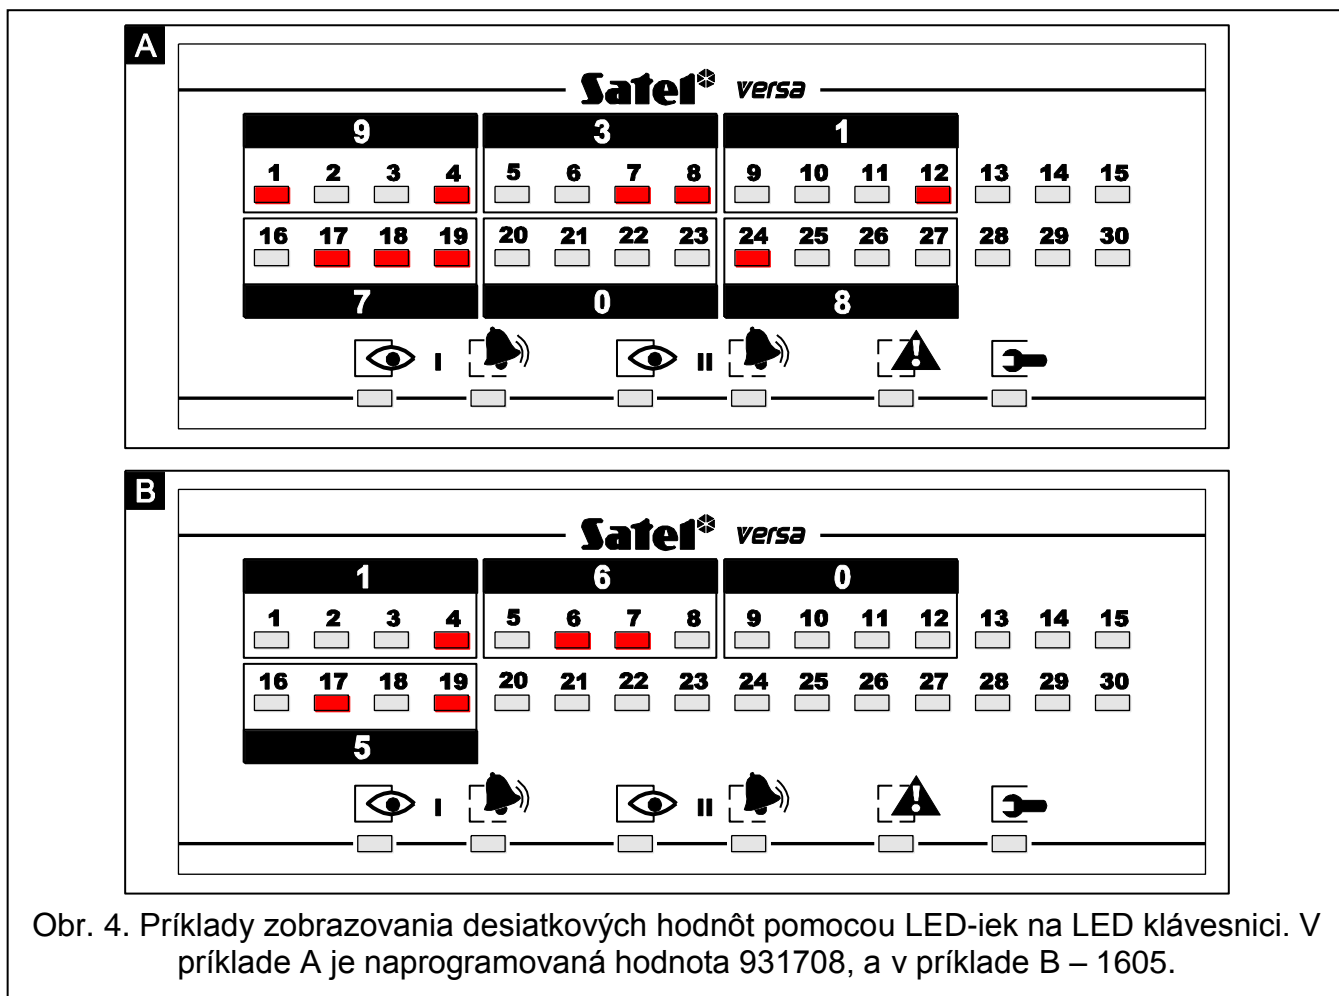 A
Satel versa
9 3 1
1 2 3 4 5 6 7 8 9 10 11 12 13 14 15
16 17 18 19 20 21 22 23 24 25 26 27 28 29 30
7 0 8
I II
B
Satel versa
1 6 0
1 2 3 4 5 6 7 8 9 10 11 12 13 14 15
16 17 18 19 20 21 22 23 24 25 26 27 28 29 30
5
I II
Obr. 4. Príklady zobrazovania desiatkových hodnôt pomocou LED-iek na LED klávesnici. V
príklade A je naprogramovaná hodnota 931708, a v príklade B – 1605.